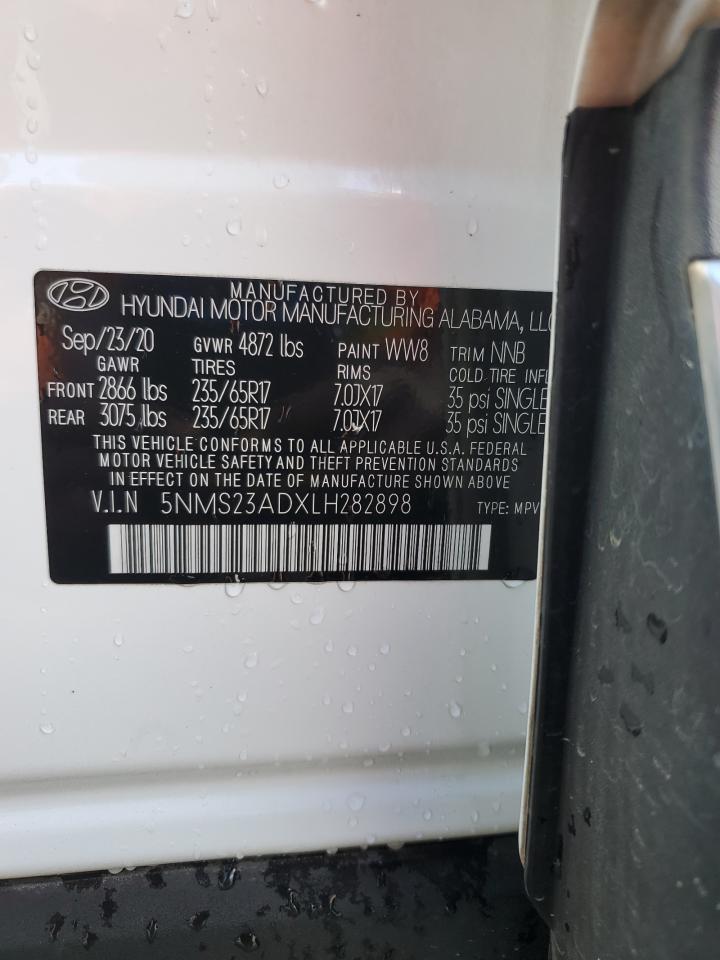 MANUFACTURED BY
HYUNDAI MOTOR MANUFACTURING ALABAMA, LLC
Sep/23/20 GVWR 4872 lbs PAINT WW8 TRIM NNB
GAWR TIRES RIMS COLD TIRE INFL
FRONT 2866 lbs 235/65R17 7.0JX17 35 psi SINGLE
REAR 3075 lbs 235/65R17 7.0JX17 35 psi SINGLE
THIS VEHICLE CONFORMS TO ALL APPLICABLE U.S.A. FEDERAL
MOTOR VEHICLE SAFETY AND THEFT PREVENTION STANDARDS
IN EFFECT ON THE DATE OF MANUFACTURE SHOWN ABOVE
V.I.N 5NMS23ADXLH282898 TYPE: MPV